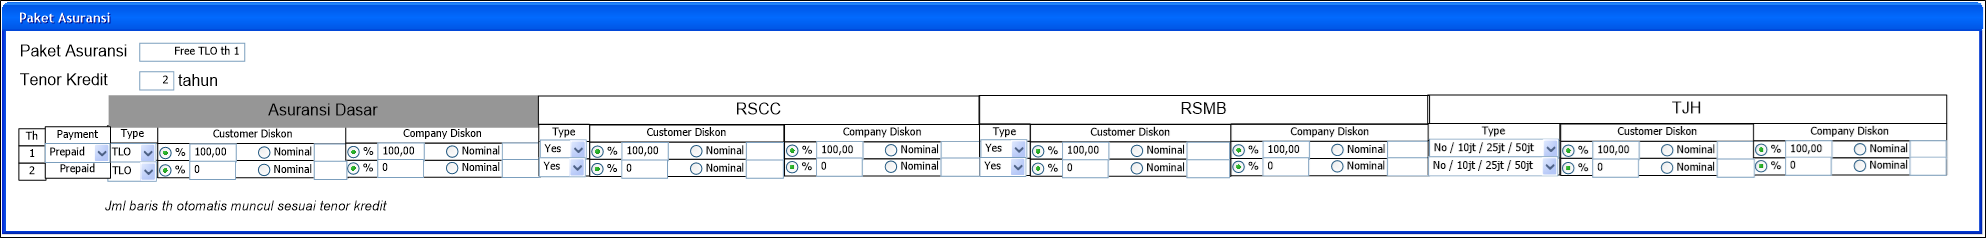 Paket Asuransi
Paket Asuransi Free TLO th 1
Tenor Kredit 2 tahun
Asuransi Dasar RSCC RSMB TJH
Th Payment Type Customer Diskon Company Diskon Type Customer Diskon Company Diskon Type Customer Diskon Company Diskon Type Customer Diskon Company Diskon
1 Prepaid TLO % 100,00 Nominal % 100,00 Nominal Yes % 100,00 Nominal % 100,00 Nominal Yes % 100,00 Nominal % 100,00 Nominal No / 10jt / 25jt / 50jt % 100,00 Nominal % 100,00 Nominal
2 Prepaid TLO % 0 Nominal % 0 Nominal Yes % 0 Nominal % 0 Nominal Yes % 0 Nominal % 0 Nominal No / 10jt / 25jt / 50jt % 0 Nominal % 0 Nominal
Jml baris th otomatis muncul sesuai tenor kredit